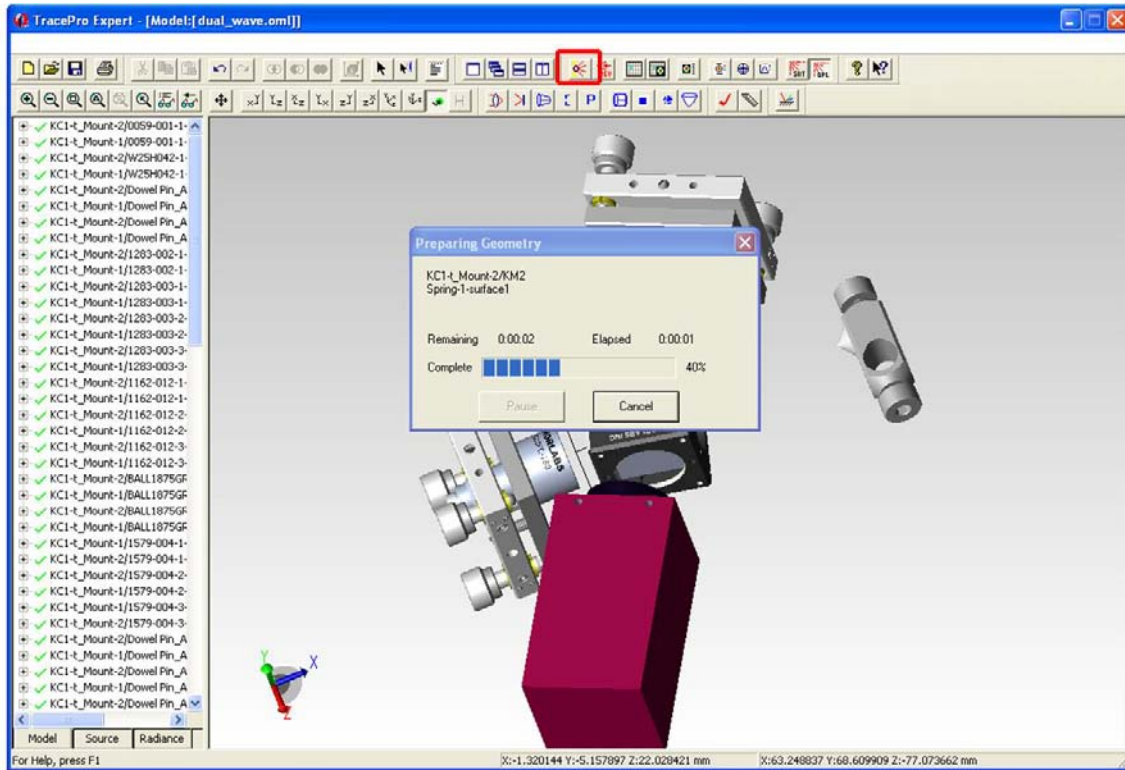 TracePro Expert - [Model:[dual_wave.oml]]
KC1-t_Mount-2/0059-001-1-
KC1-t_Mount-1/0059-001-1-
KC1-t_Mount-2/W25H042-1-
KC1-t_Mount-1/W25H042-1-
KC1-t_Mount-2/Dowel Pin_A
KC1-t_Mount-1/Dowel Pin_A
KC1-t_Mount-2/Dowel Pin_A
KC1-t_Mount-1/Dowel Pin_A
KC1-t_Mount-2/1283-002-1-
KC1-t_Mount-1/1283-002-1-
KC1-t_Mount-2/1283-003-1-
KC1-t_Mount-1/1283-003-1-
KC1-t_Mount-2/1283-003-2-
KC1-t_Mount-1/1283-003-2-
KC1-t_Mount-2/1283-003-3-
KC1-t_Mount-1/1283-003-3-
KC1-t_Mount-2/1162-012-1-
KC1-t_Mount-1/1162-012-1-
KC1-t_Mount-2/1162-012-2-
KC1-t_Mount-1/1162-012-2-
KC1-t_Mount-2/1162-012-3-
KC1-t_Mount-1/1162-012-3-
KC1-t_Mount-2/BALL1875GR
KC1-t_Mount-1/BALL1875GR
KC1-t_Mount-2/BALL1875GR
KC1-t_Mount-1/BALL1875GR
KC1-t_Mount-1/1579-004-1-
KC1-t_Mount-2/1579-004-1-
KC1-t_Mount-2/1579-004-2-
KC1-t_Mount-1/1579-004-2-
KC1-t_Mount-1/1579-004-3-
KC1-t_Mount-2/1579-004-3-
KC1-t_Mount-2/Dowel Pin_A
KC1-t_Mount-1/Dowel Pin_A
KC1-t_Mount-2/Dowel Pin_A
KC1-t_Mount-1/Dowel Pin_A
KC1-t_Mount-2/Dowel Pin_A
Preparing Geometry
KC1-t_Mount-2/KM2
Spring-1-surface1
Remaining 0:00:02 Elapsed 0:00:01
Complete 40%
Pause Cancel
Y
X
Z
Model Source Radiance
For Help, press F1 X:-1.320144 Y:-5.157897 Z:22.028421 mm X:63.248837 Y:68.609909 Z:-77.073662 mm